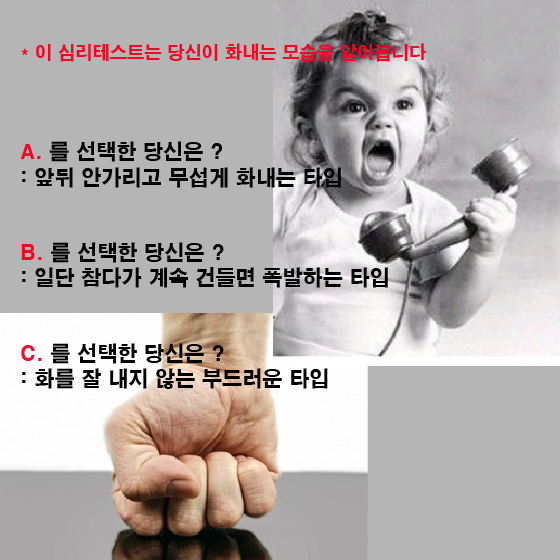 * 이 심리테스트는 당신이 화내는 모습을 알아봅니다
A. 를 선택한 당신은 ?
: 앞뒤 안가리고 무섭게 화내는 타입
B. 를 선택한 당신은 ?
: 일단 참다가 계속 건들면 폭발하는 타입
C. 를 선택한 당신은 ?
: 화를 잘 내지 않는 부드러운 타입